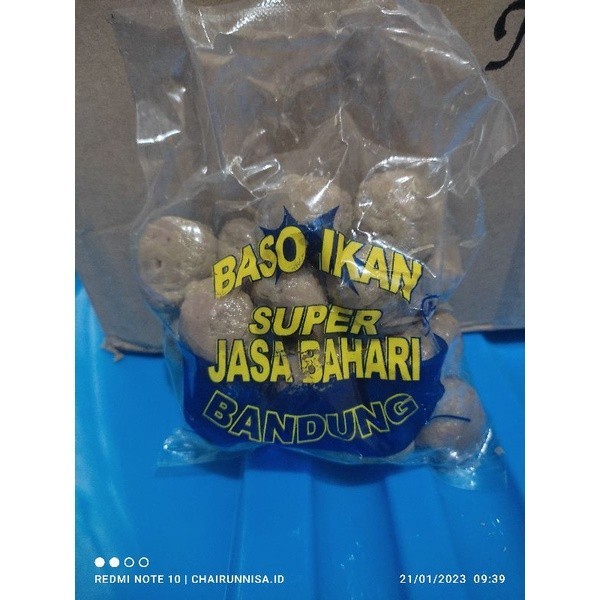 BASO IKAN
SUPER
JASA BAHARI
BANDUNG
REDMI NOTE 10 | CHAIRUNNISA.ID
21/01/2023 09:39